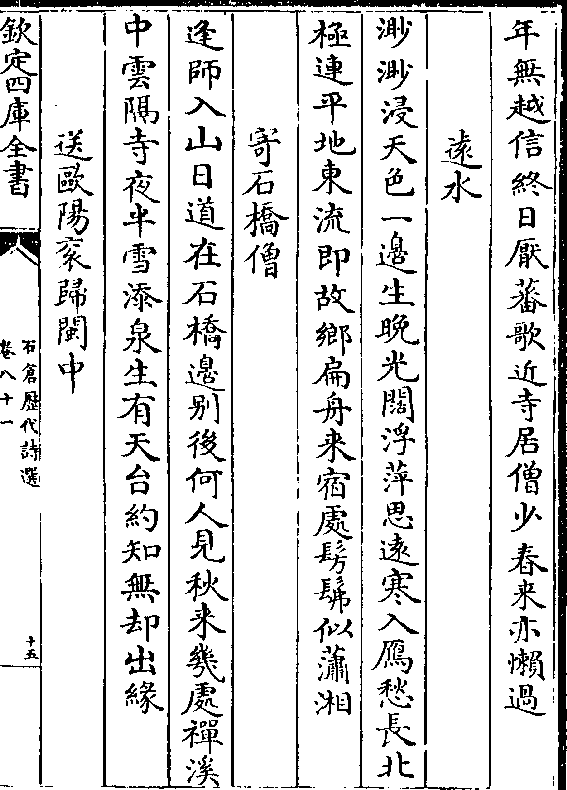 年無越信終日厭蕃歌近寺居僧少春来亦懶過
遠水
渺渺浸天色一邉生晚光闊浮萍思遠寒入鴈愁長北
極連平地東流即故鄉扁舟来宿處髣髴似瀟湘
寄石橋僧
逢師入山日道在石橋邉别後何人見秋来幾處禪溪
中雲隔寺夜半雪添泉生有天台約知無却出緣
送歐陽衮歸閩中
欽定四庫全書
石倉歴代詩選
卷八十一
十五